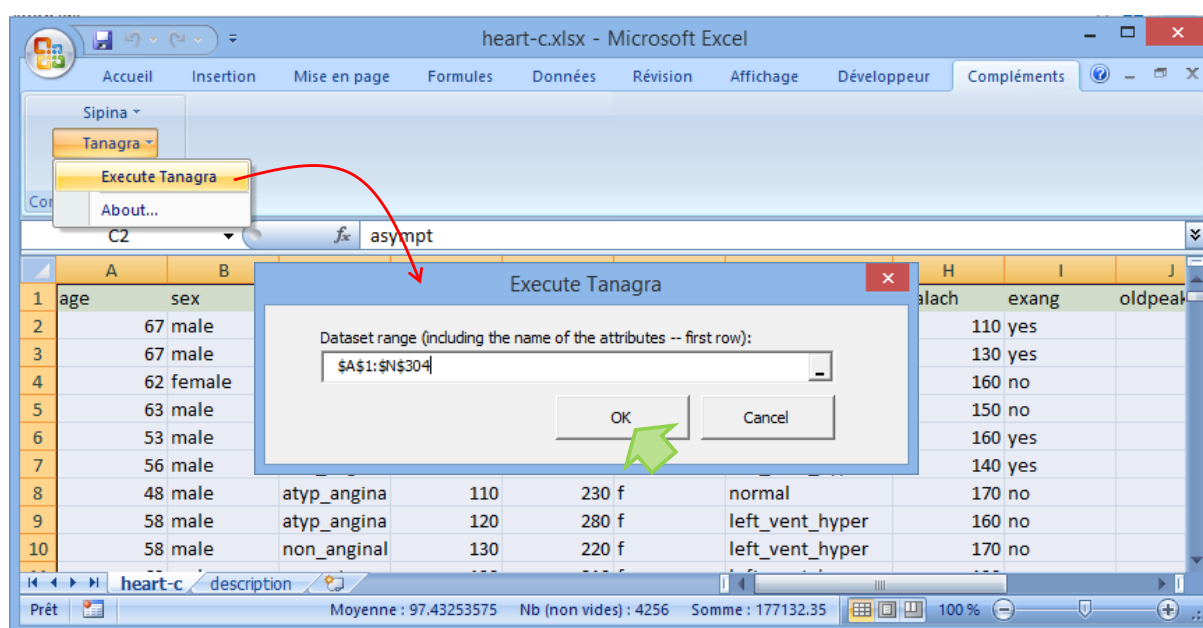 heart-c.xlsx - Microsoft Excel
Accueil Insertion Mise en page Formules Données Révision Affichage Développeur Compléments
Sipina
Tanagra
Execute Tanagra
About...
C2 fx asympt
A B H I J
Execute Tanagra
1 age sex alach exang oldpeak
2 67 male 110 yes
Dataset range (including the name of the attributes -- first row):
3 67 male 130 yes
$A$1:$N$304
4 62 female 160 no
5 63 male 150 no
OK Cancel
6 53 male 160 yes
7 56 male 140 yes
8 48 male atyp_angina 110 230 f normal 170 no
9 58 male atyp_angina 120 280 f left_vent_hyper 160 no
10 58 male non_anginal 130 220 f left_vent_hyper 170 no
heart-c description
Prêt Moyenne : 97.43253575 Nb (non vides) : 4256 Somme : 177132.35 100 %